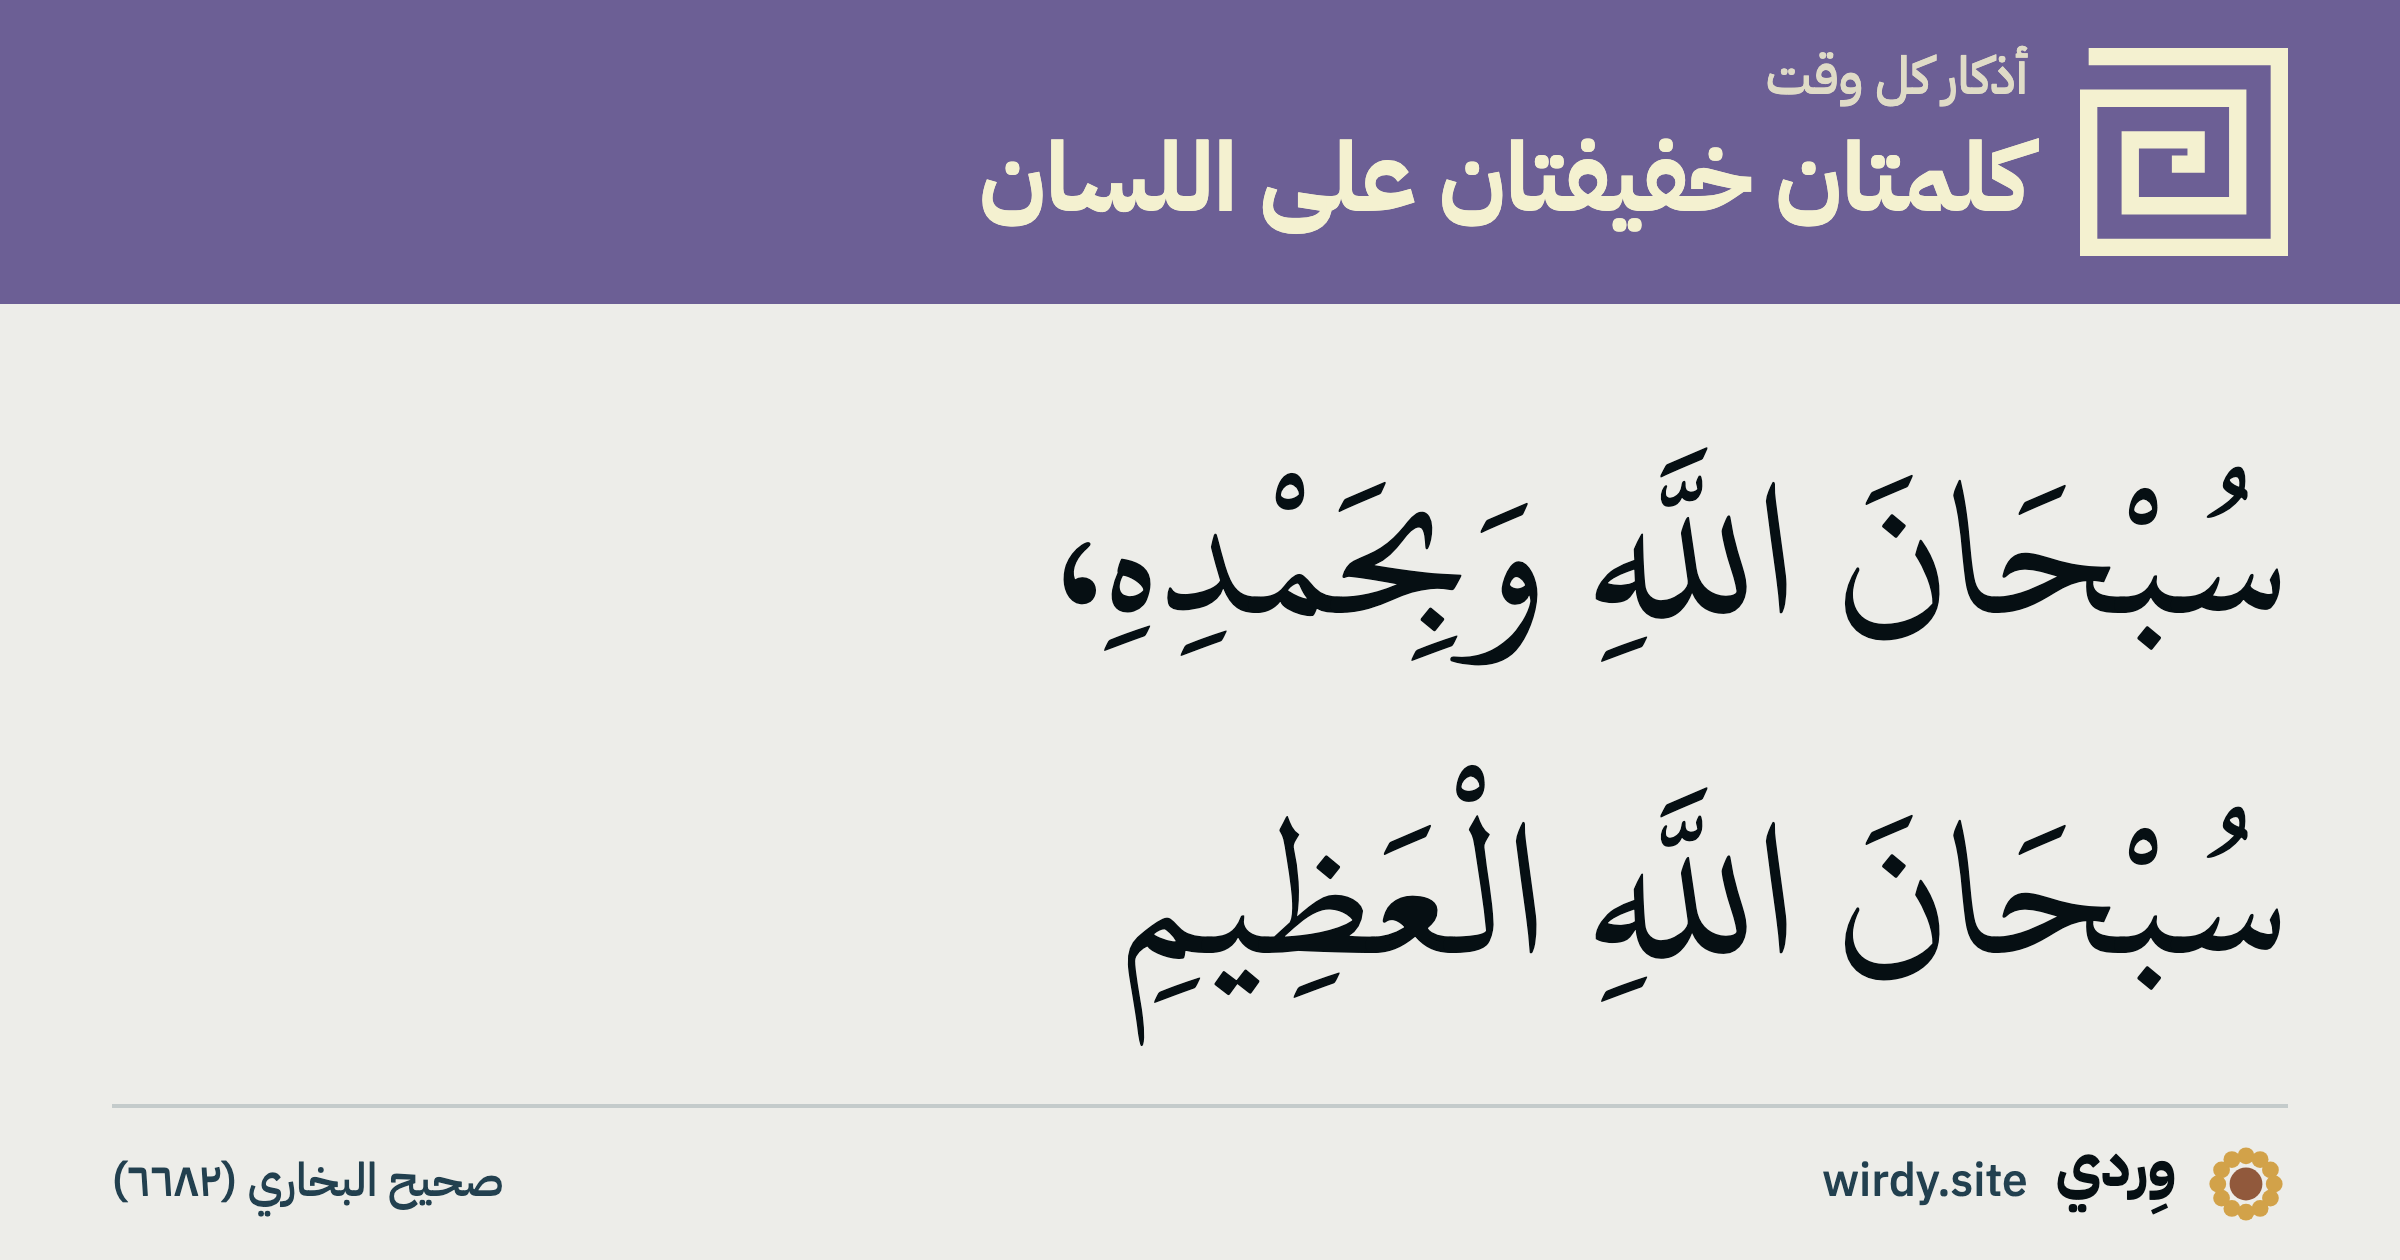 أذكار كل وقت
كلمتان خفيفتان على اللسان
سُبْحَانَ اللَّهِ وَبِحَمْدِهِ،
سُبْحَانَ اللَّهِ الْعَظِيمِ
وِردي wirdy.site
صحيح البخاري (٦٦٨٢)